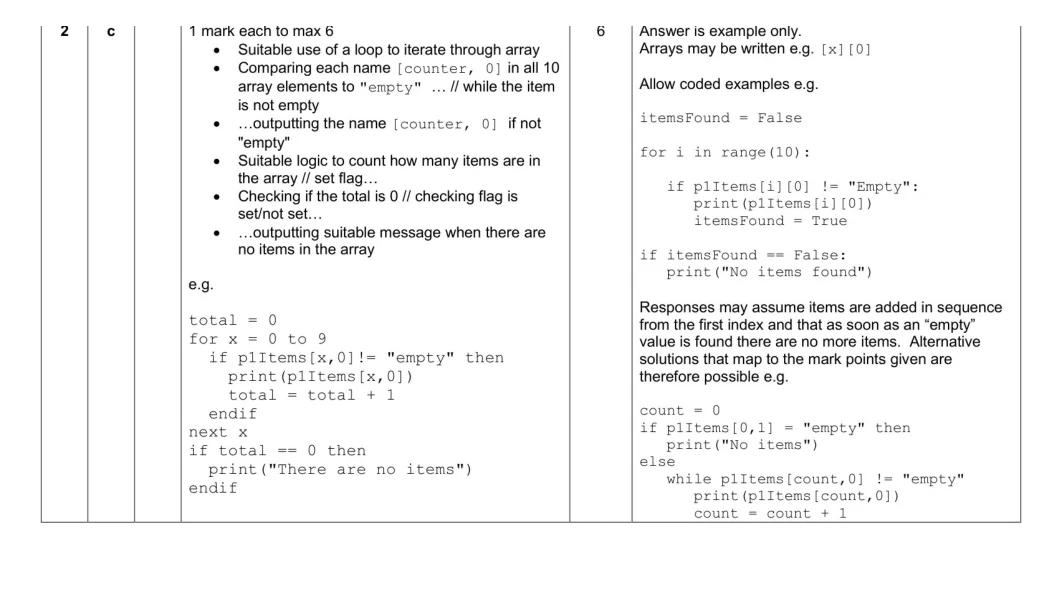 2 c 1 mark each to max 6
• Suitable use of a loop to iterate through array
• Comparing each name [counter, 0] in all 10
array elements to "empty" … // while the item
is not empty
• …outputting the name [counter, 0] if not
"empty"
• Suitable logic to count how many items are in
the array // set flag…
• Checking if the total is 0 // checking flag is
set/not set…
• …outputting suitable message when there are
no items in the array
e.g.
total = 0
for x = 0 to 9
if p1Items[x,0]!= "empty" then
print(p1Items[x,0])
total = total + 1
endif
next x
if total == 0 then
print("There are no items")
endif
6
Answer is example only.
Arrays may be written e.g. [x][0]
Allow coded examples e.g.
itemsFound = False
for i in range(10):
if p1Items[i][0] != "Empty":
print(p1Items[i][0])
itemsFound = True
if itemsFound == False:
print("No items found")
Responses may assume items are added in sequence
from the first index and that as soon as an “empty”
value is found there are no more items. Alternative
solutions that map to the mark points given are
therefore possible e.g.
count = 0
if p1Items[0,1] = "empty" then
print("No items")
else
while p1Items[count,0] != "empty"
print(p1Items[count,0])
count = count + 1